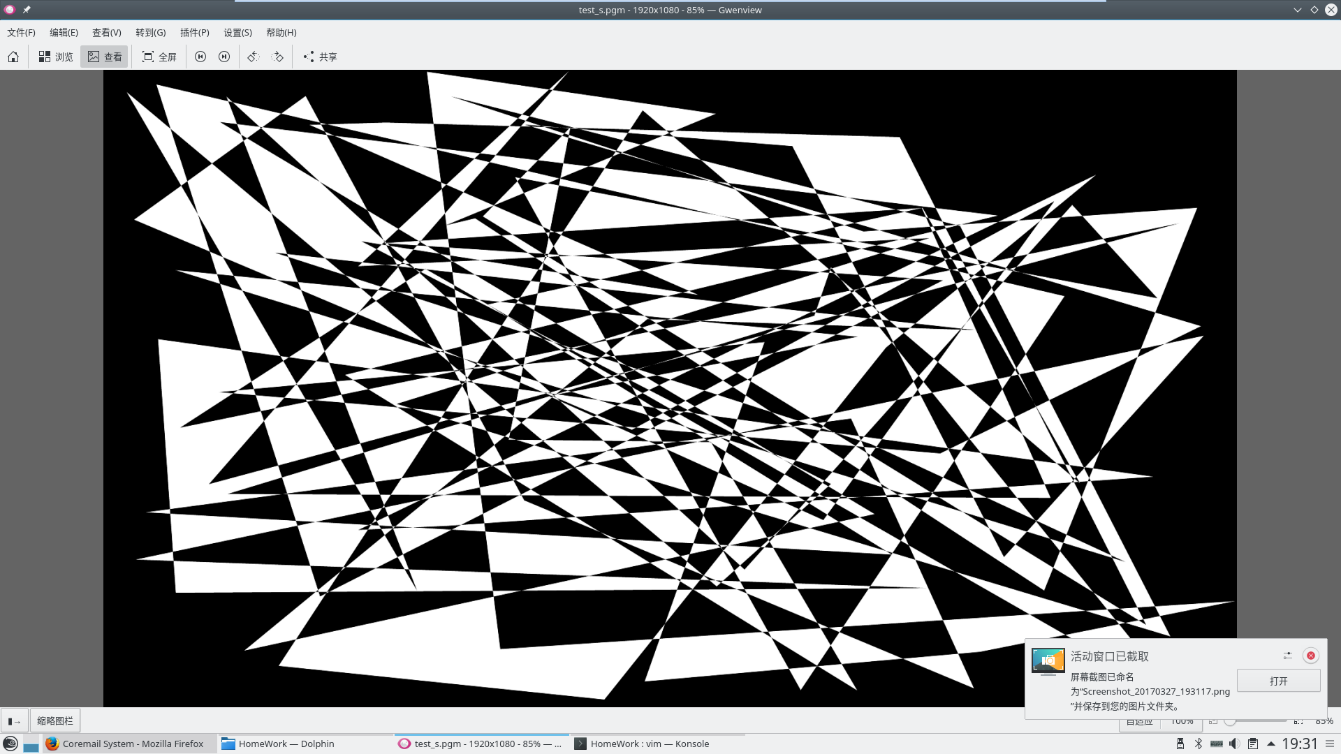 test_s.pgm - 1920x1080 - 85% — Gwenview
文件(F) 编辑(E) 查看(V) 转到(G) 插件(P) 设置(S) 帮助(H)
浏览 查看 全屏 共享
活动窗口已截取
屏幕截图已命名
为“Screenshot_20170327_193117.png
”并保存到您的图片文件夹。
打开
缩略图栏 自适应 100% 85%
Coremail System - Mozilla Firefox HomeWork — Dolphin test_s.pgm - 1920x1080 - 85% — ... HomeWork : vim — Konsole 19:31